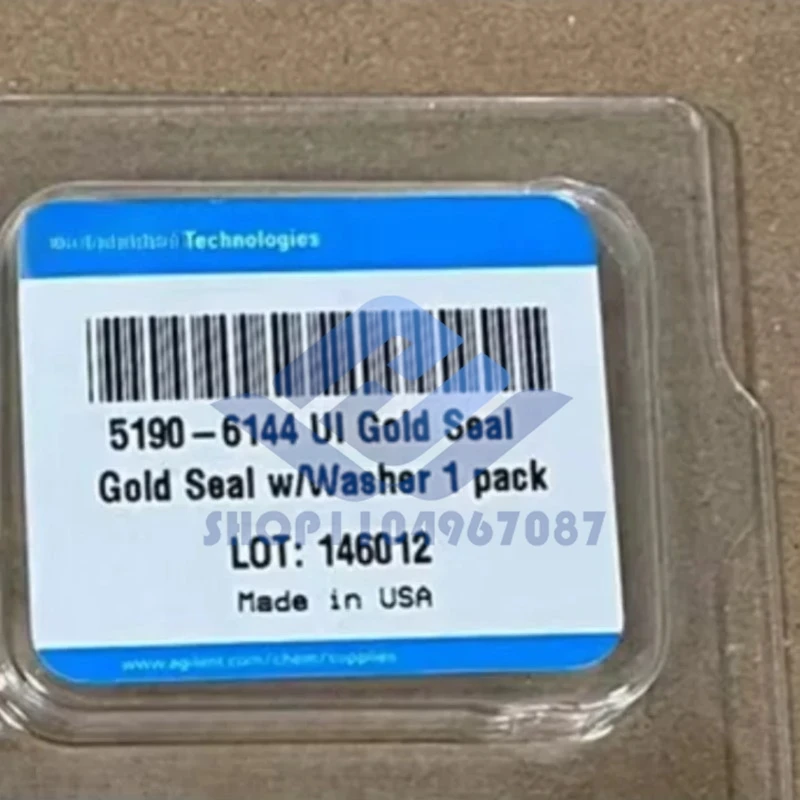 Technologies
5190-6144 UI Gold Seal
Gold Seal w/Washer 1 pack
SHOP1104967087
LOT: 146012
Made in USA
www.agilent.com/chem/supplies